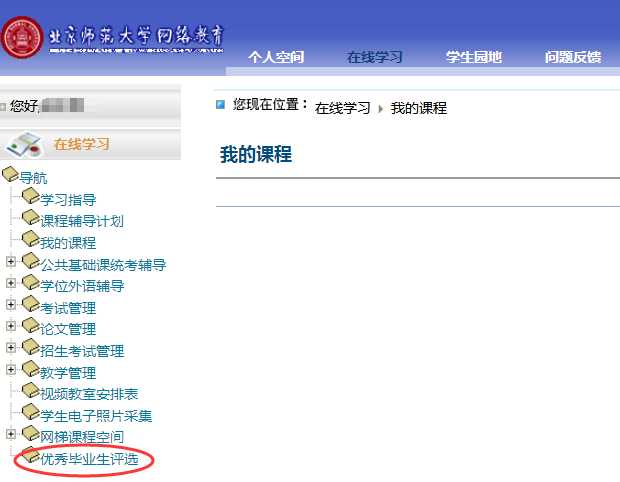 北京师范大学网络教育
个人空间 在线学习 学生园地 问题反馈
您好
您现在位置： 在线学习 我的课程
在线学习
我的课程
导航
学习指导
课程辅导计划
我的课程
公共基础课统考辅导
学位外语辅导
考试管理
论文管理
招生考试管理
教学管理
视频教室安排表
学生电子照片采集
网梯课程空间
优秀毕业生评选